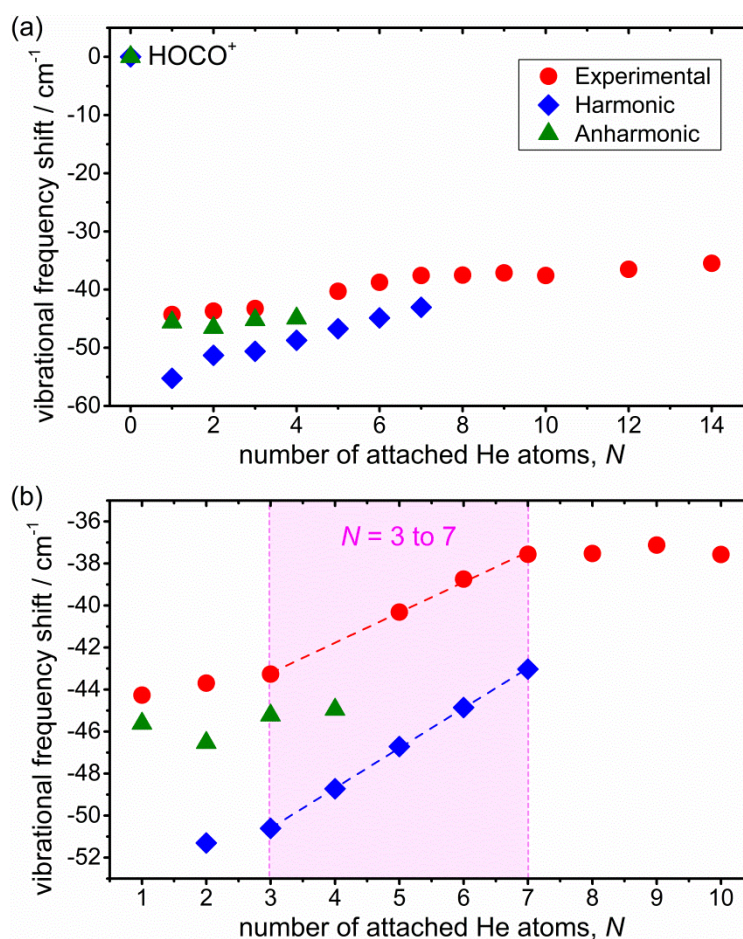 (a)
HOCO⁺
Experimental
Harmonic
Anharmonic
0
-10
-20
-30
-40
-50
-60
vibrational frequency shift / cm⁻¹
0 2 4 6 8 10 12 14
number of attached He atoms, N
(b)
N = 3 to 7
-36
-38
-40
-42
-44
-46
-48
-50
-52
vibrational frequency shift / cm⁻¹
1 2 3 4 5 6 7 8 9 10
number of attached He atoms, N